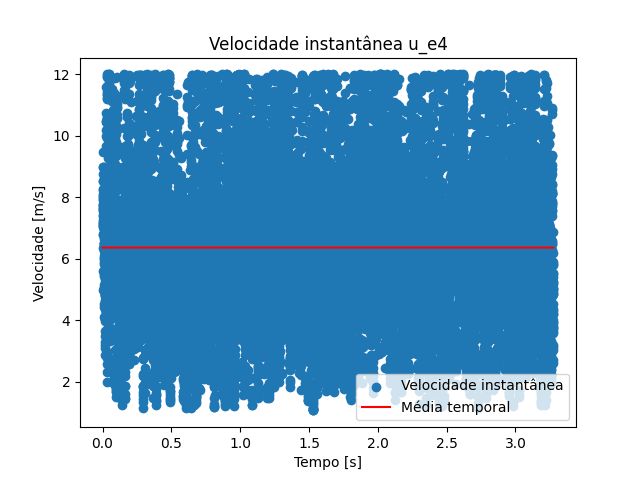 Velocidade instantânea u_e4
Velocidade [m/s]
12
10
8
6
4
2
0.0 0.5 1.0 1.5 2.0 2.5 3.0
Tempo [s]
Velocidade instantânea
Média temporal